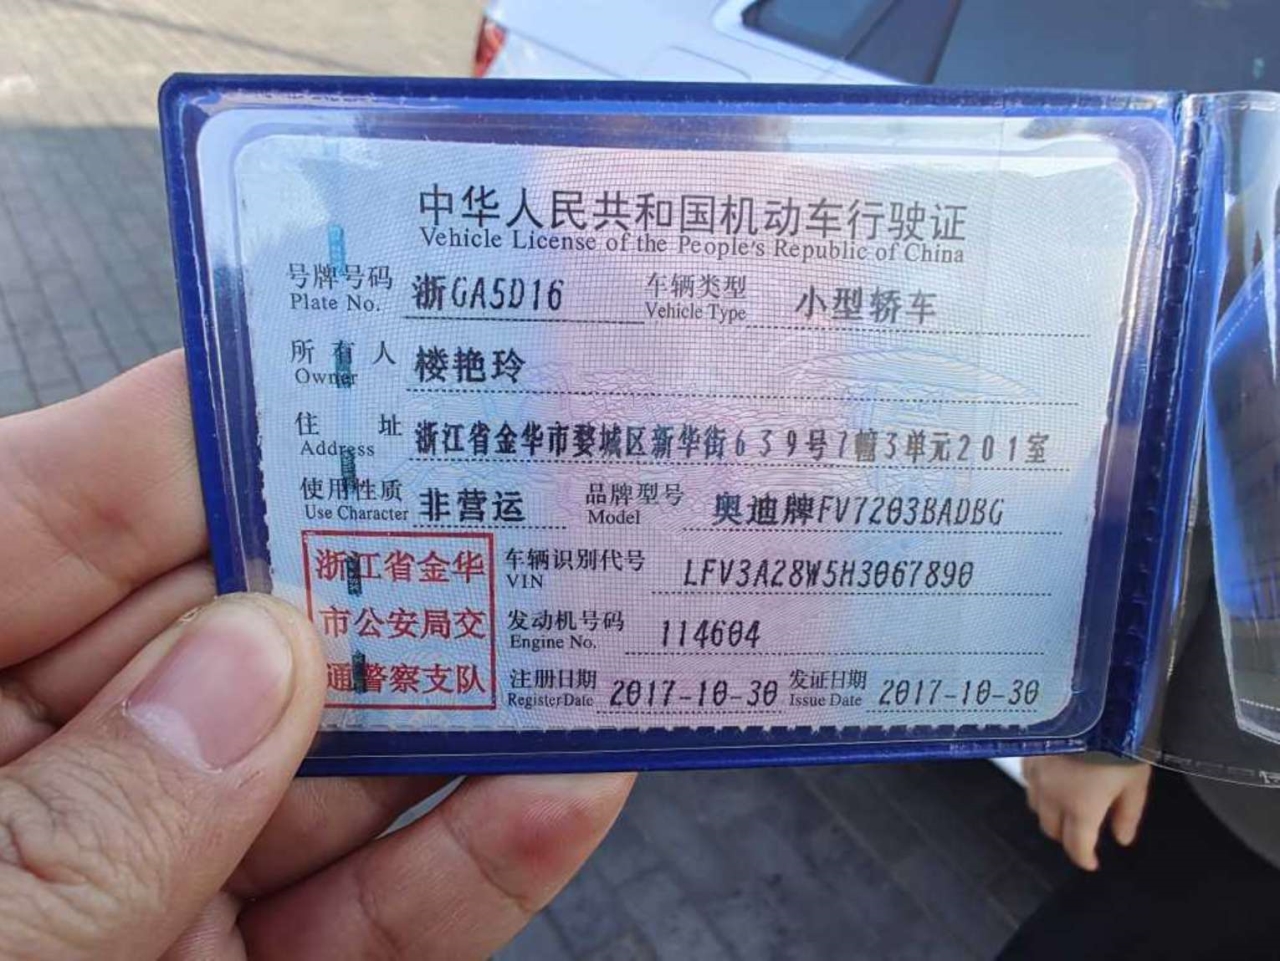 中华人民共和国机动车行驶证
Vehicle License of the People's Republic of China
号牌号码 浙GA5D16 车辆类型 小型轿车
Plate No. Vehicle Type
所有人 楼艳玲
Owner
住址 浙江省金华市婺城区新华街639号7幢3单元201室
Address
使用性质 非营运 品牌型号 奥迪牌FV7203BADBG
Use Character Model
浙江省金华
市公安局交
通警察支队
车辆识别代号 LFV3A28W5H3067890
VIN
发动机号码 114604
Engine No.
注册日期 2017-10-30 发证日期 2017-10-30
Register Date Issue Date